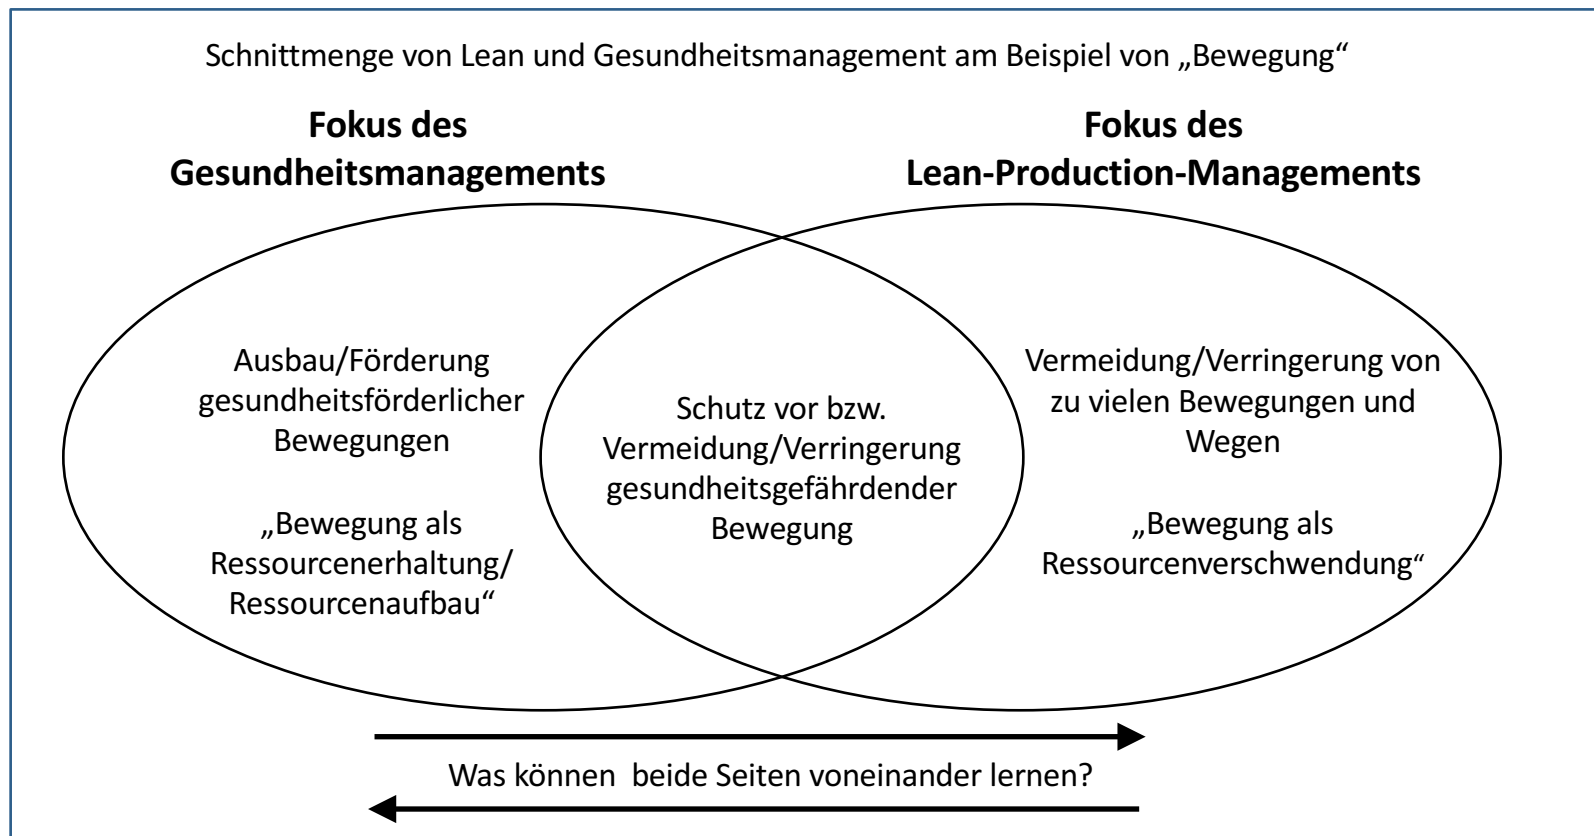 Schnittmenge von Lean und Gesundheitsmanagement am Beispiel von „Bewegung“
Fokus des
Gesundheitsmanagements
Fokus des
Lean-Production-Managements
Ausbau/Förderung
gesundheitsförderlicher
Bewegungen
„Bewegung als
Ressourcenerhaltung/
Ressourcenaufbau“
Schutz vor bzw.
Vermeidung/Verringerung
gesundheitsgefährdender
Bewegung
Vermeidung/Verringerung von
zu vielen Bewegungen und
Wegen
„Bewegung als
Ressourcenverschwendung“
Was können  beide Seiten voneinander lernen?